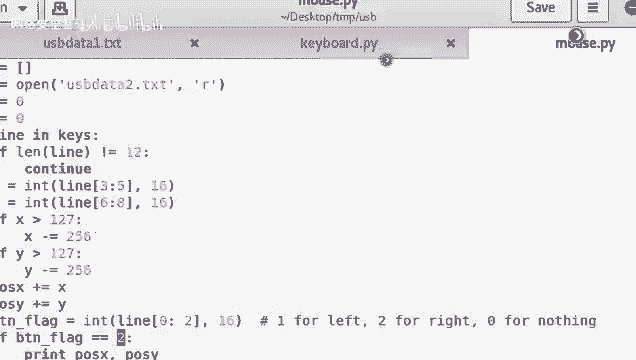 mouse.py
Save
~/Desktop/tmp/usb
usbdata1.txt
keyboard.py
mouse.py
= []
= open('usbdata2.txt', 'r')
= 0
= 0
ine in keys:
f len(line) != 12:
continue
= int(line[3:5], 16)
= int(line[6:8], 16)
f x > 127:
x -= 256
f y > 127:
y -= 256
osx += x
osy += y
tn_flag = int(line[0: 2], 16)  # 1 for left, 2 for right, 0 for nothing
f btn_flag == 2:
print posx, posy